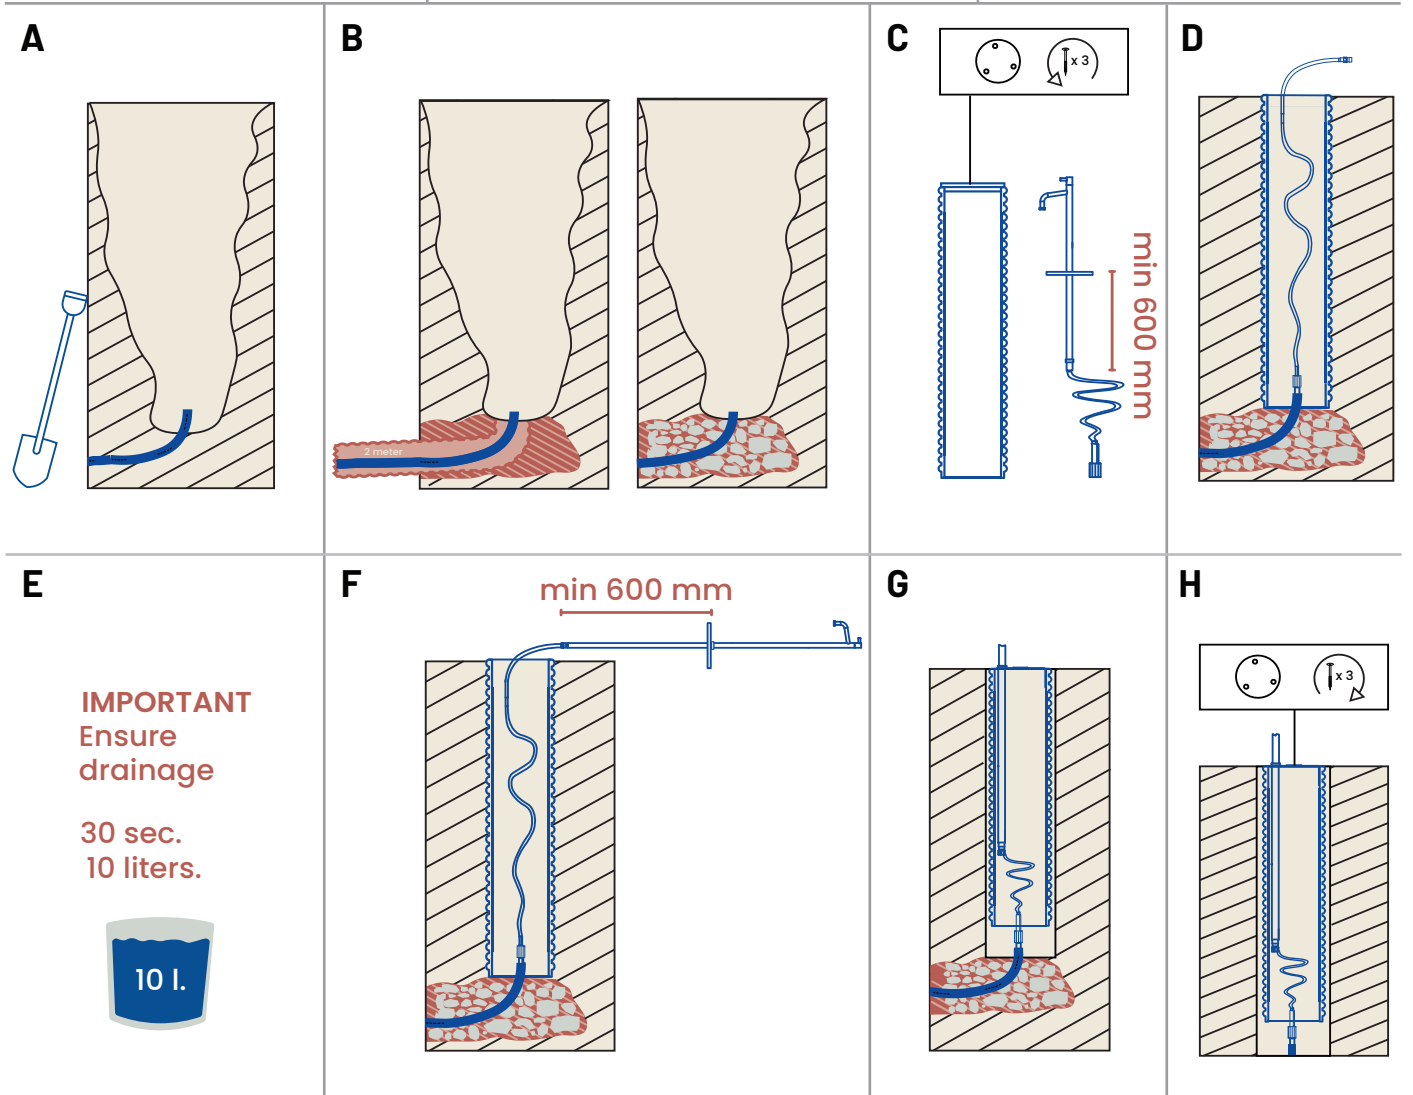 A
B
2 meter
C
x 3
min 600 mm
D
E
IMPORTANT
Ensure
drainage
30 sec.
10 liters.
10 l.
F
min 600 mm
G
H
x 3